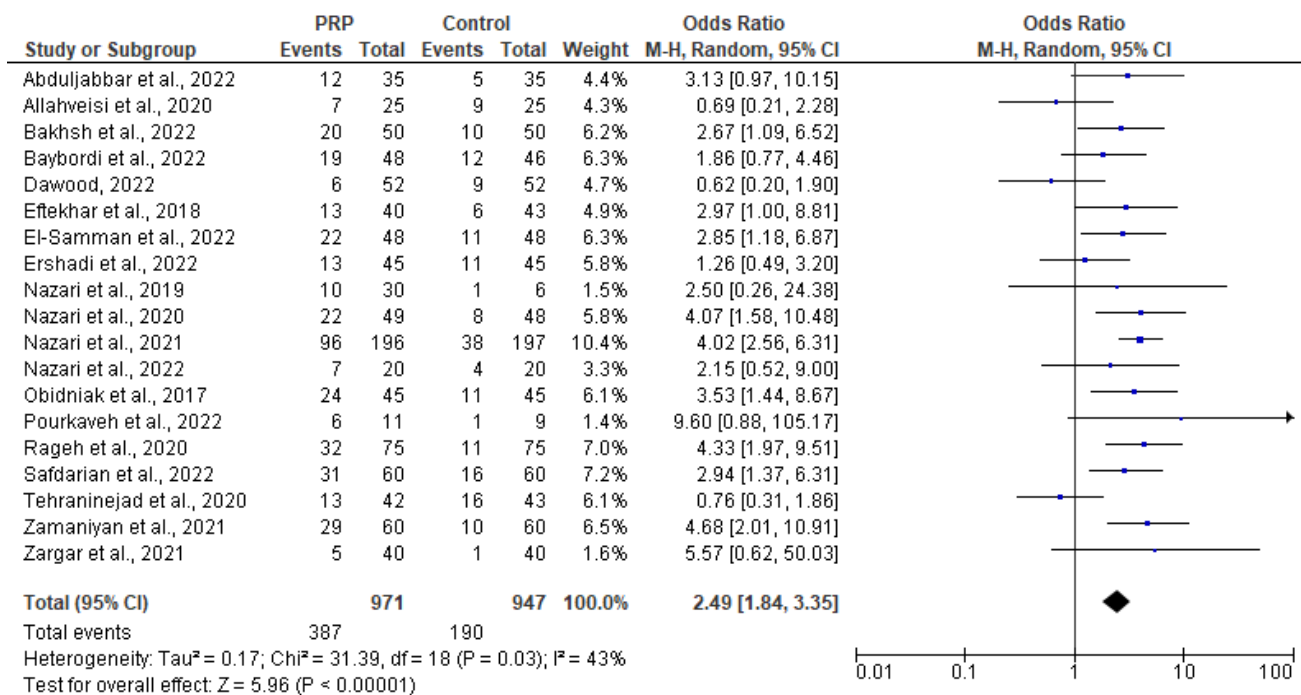 PRP Control Odds Ratio Odds Ratio
Study or Subgroup Events Total Events Total Weight M-H, Random, 95% CI M-H, Random, 95% CI
Abduljabbar et al., 2022 12 35 5 35 4.4% 3.13 [0.97, 10.15]
Allahveisi et al., 2020 7 25 9 25 4.3% 0.69 [0.21, 2.28]
Bakhsh et al., 2022 20 50 10 50 6.2% 2.67 [1.09, 6.52]
Baybordi et al., 2022 19 48 12 46 6.3% 1.86 [0.77, 4.46]
Dawood, 2022 6 52 9 52 4.7% 0.62 [0.20, 1.90]
Eftekhar et al., 2018 13 40 6 43 4.9% 2.97 [1.00, 8.81]
El-Samman et al., 2022 22 48 11 48 6.3% 2.85 [1.18, 6.87]
Ershadi et al., 2022 13 45 11 45 5.8% 1.26 [0.49, 3.20]
Nazari et al., 2019 10 30 1 6 1.5% 2.50 [0.26, 24.38]
Nazari et al., 2020 22 49 8 48 5.8% 4.07 [1.58, 10.48]
Nazari et al., 2021 96 196 38 197 10.4% 4.02 [2.56, 6.31]
Nazari et al., 2022 7 20 4 20 3.3% 2.15 [0.52, 9.00]
Obidniak et al., 2017 24 45 11 45 6.1% 3.53 [1.44, 8.67]
Pourkaveh et al., 2022 6 11 1 9 1.4% 9.60 [0.88, 105.17]
Rageh et al., 2020 32 75 11 75 7.0% 4.33 [1.97, 9.51]
Safdarian et al., 2022 31 60 16 60 7.2% 2.94 [1.37, 6.31]
Tehraninejad et al., 2020 13 42 16 43 6.1% 0.76 [0.31, 1.86]
Zamaniyan et al., 2021 29 60 10 60 6.5% 4.68 [2.01, 10.91]
Zargar et al., 2021 5 40 1 40 1.6% 5.57 [0.62, 50.03]
Total (95% CI) 971 947 100.0% 2.49 [1.84, 3.35]
Total events 387 190
Heterogeneity: Tau² = 0.17; Chi² = 31.39, df = 18 (P = 0.03); I² = 43%
Test for overall effect: Z = 5.96 (P < 0.00001)
0.01 0.1 1 10 100